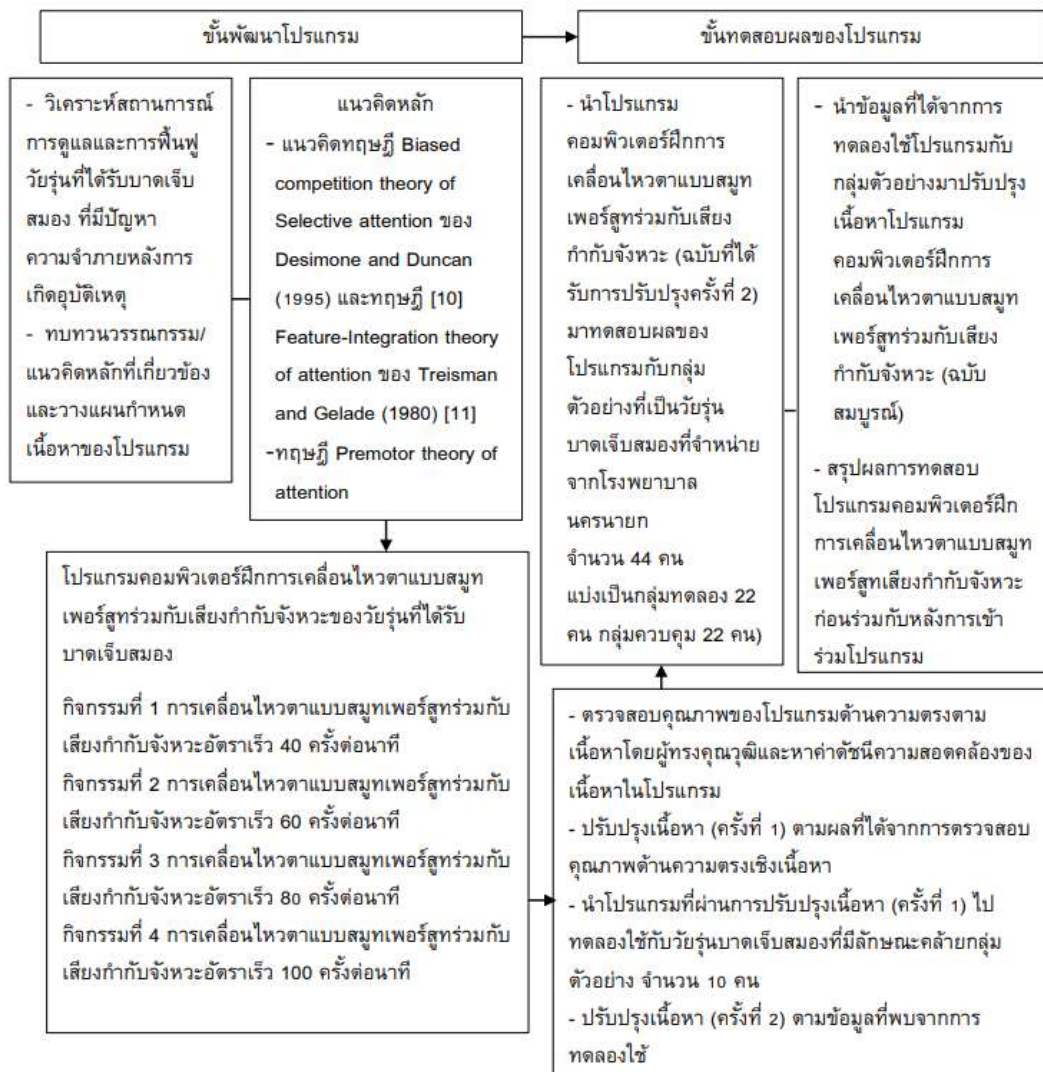 ขั้นพัฒนาโปรแกรม
ขั้นทดสอบผลของโปรแกรม
- วิเคราะห์สถานการณ์
การดูแลและการฟื้นฟู
วัยรุ่นที่ได้รับบาดเจ็บ
สมอง ที่มีปัญหา
ความจำภายหลังการ
เกิดอุบัติเหตุ
- ทบทวนวรรณกรรม/
แนวคิดหลักที่เกี่ยวข้อง
และวางแผนกำหนด
เนื้อหาของโปรแกรม
แนวคิดหลัก
- แนวคิดทฤษฎี Biased
competition theory of
Selective attention ของ
Desimone and Duncan
(1995) และทฤษฎี [10]
Feature-Integration theory
of attention ของ Treisman
and Gelade (1980) [11]
-ทฤษฎี Premotor theory of
attention
โปรแกรมคอมพิวเตอร์ฝึกการเคลื่อนไหวตาแบบสมูท
เพอร์สูทร่วมกับเสียงกำกับจังหวะของวัยรุ่นที่ได้รับ
บาดเจ็บสมอง
กิจกรรมที่ 1 การเคลื่อนไหวตาแบบสมูทเพอร์สูทร่วมกับ
เสียงกำกับจังหวะอัตราเร็ว 40 ครั้งต่อนาที
กิจกรรมที่ 2 การเคลื่อนไหวตาแบบสมูทเพอร์สูทร่วมกับ
เสียงกำกับจังหวะอัตราเร็ว 60 ครั้งต่อนาที
กิจกรรมที่ 3 การเคลื่อนไหวตาแบบสมูทเพอร์สูทร่วมกับ
เสียงกำกับจังหวะอัตราเร็ว 80 ครั้งต่อนาที
กิจกรรมที่ 4 การเคลื่อนไหวตาแบบสมูทเพอร์สูทร่วมกับ
เสียงกำกับจังหวะอัตราเร็ว 100 ครั้งต่อนาที
- ตรวจสอบคุณภาพของโปรแกรมด้านความตรงตาม
เนื้อหาโดยผู้ทรงคุณวุฒิและหาค่าดัชนีความสอดคล้องของ
เนื้อหาในโปรแกรม
- ปรับปรุงเนื้อหา (ครั้งที่ 1) ตามผลที่ได้จากการตรวจสอบ
คุณภาพด้านความตรงเชิงเนื้อหา
- นำโปรแกรมที่ผ่านการปรับปรุงเนื้อหา (ครั้งที่ 1) ไป
ทดลองใช้กับวัยรุ่นบาดเจ็บสมองที่มีลักษณะคล้ายกลุ่ม
ตัวอย่าง จำนวน 10 คน
- ปรับปรุงเนื้อหา (ครั้งที่ 2) ตามข้อมูลที่พบจากการ
ทดลองใช้
- นำโปรแกรม
คอมพิวเตอร์ฝึกการ
เคลื่อนไหวตาแบบสมูท
เพอร์สูทร่วมกับเสียง
กำกับจังหวะ (ฉบับที่ได้
รับการปรับปรุงครั้งที่ 2)
มาทดสอบผลของ
โปรแกรมกับกลุ่ม
ตัวอย่างที่เป็นวัยรุ่น
บาดเจ็บสมองที่จำหน่าย
จากโรงพยาบาล
นครนายก
จำนวน 44 คน
แบ่งเป็นกลุ่มทดลอง 22
คน กลุ่มควบคุม 22 คน)
- นำข้อมูลที่ได้จากการ
ทดลองใช้โปรแกรมกับ
กลุ่มตัวอย่างมาปรับปรุง
เนื้อหาโปรแกรม
คอมพิวเตอร์ฝึกการ
เคลื่อนไหวตาแบบสมูท
เพอร์สูทร่วมกับเสียง
กำกับจังหวะ (ฉบับ
สมบูรณ์)
- สรุปผลการทดสอบ
โปรแกรมคอมพิวเตอร์ฝึก
การเคลื่อนไหวตาแบบสมูท
เพอร์สูทเสียงกำกับจังหวะ
ก่อนร่วมกับหลังการเข้า
ร่วมโปรแกรม